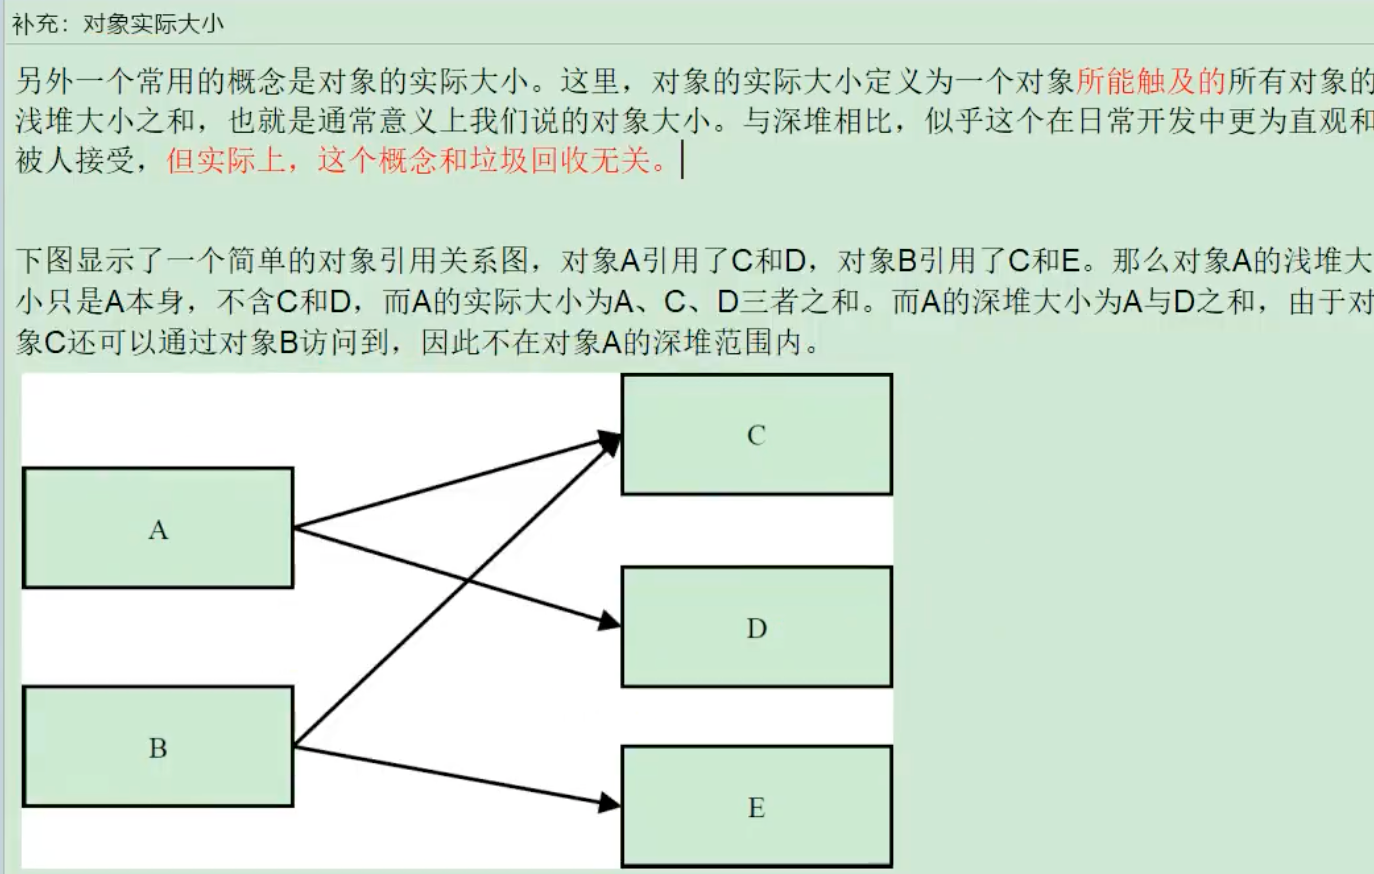 补充：对象实际大小
另外一个常用的概念是对象的实际大小。这里，对象的实际大小定义为一个对象所能触及的所有对象的
浅堆大小之和，也就是通常意义上我们说的对象大小。与深堆相比，似乎这个在日常开发中更为直观和
被人接受，但实际上，这个概念和垃圾回收无关。
下图显示了一个简单的对象引用关系图，对象A引用了C和D，对象B引用了C和E。那么对象A的浅堆大
小只是A本身，不含C和D，而A的实际大小为A、C、D三者之和。而A的深堆大小为A与D之和，由于对
象C还可以通过对象B访问到，因此不在对象A的深堆范围内。
C
A
D
B
E